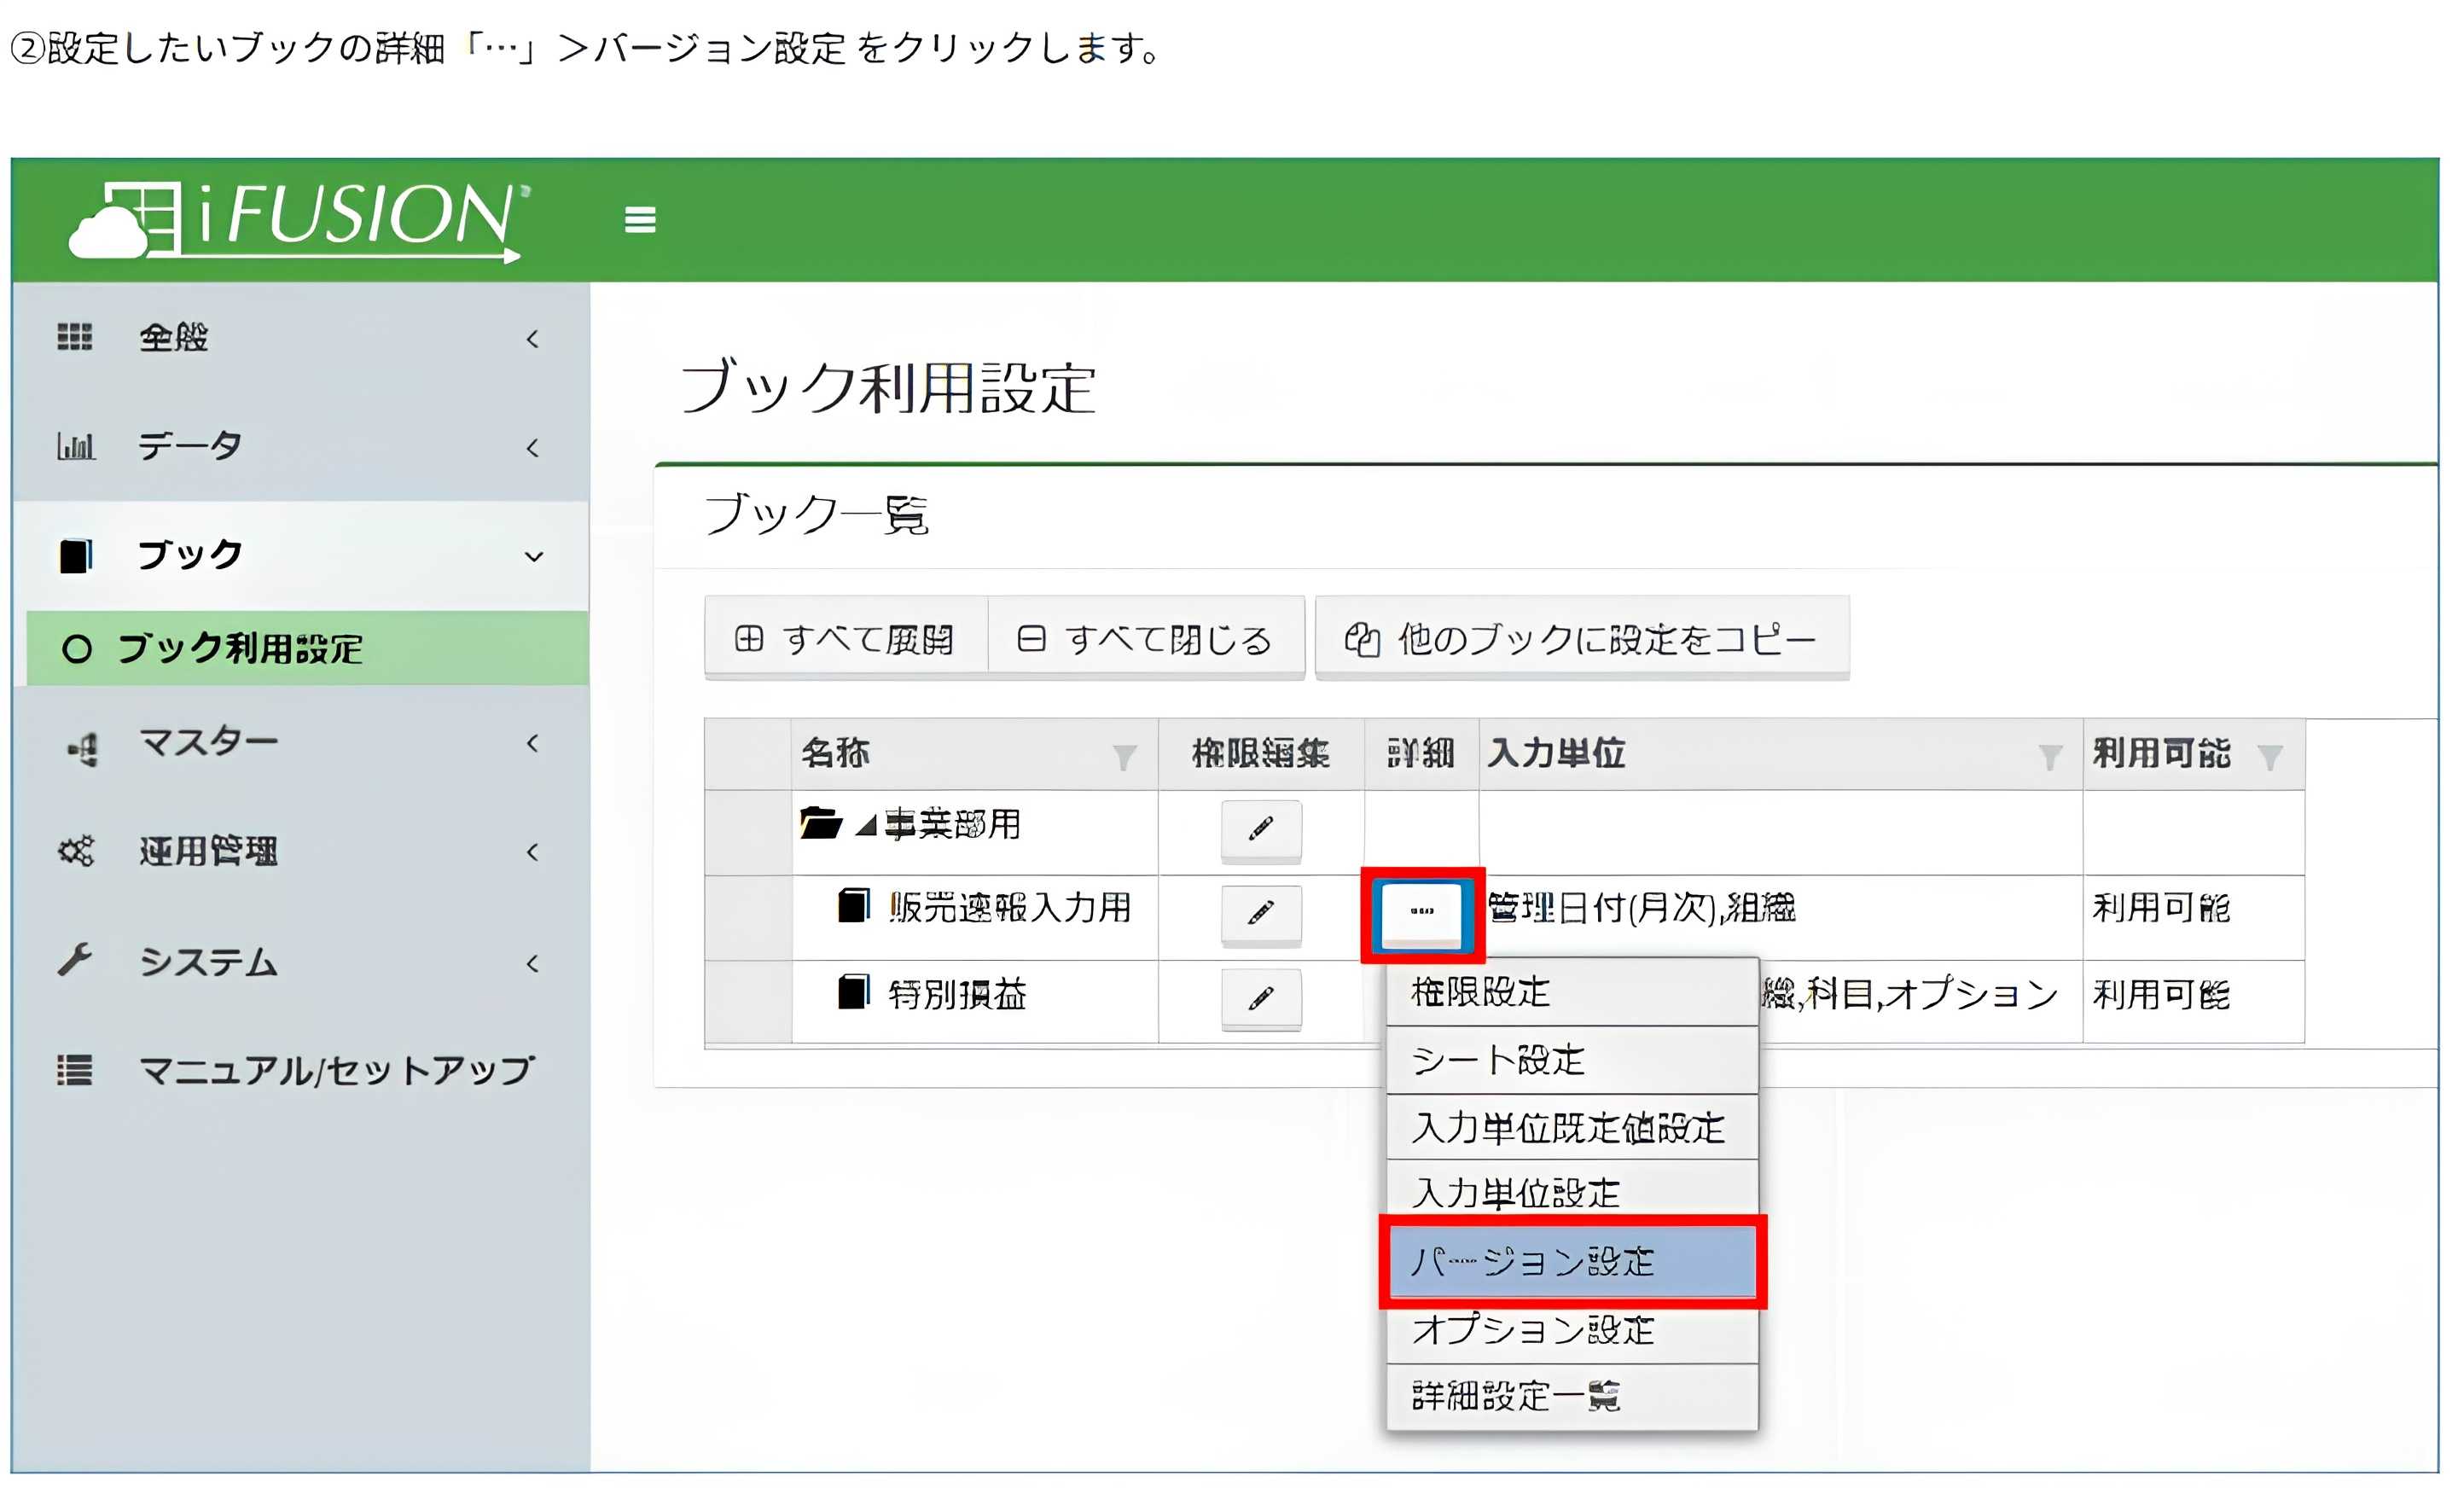 ②設定したいブックの詳細「…」＞バージョン設定 をクリックします。
i FUSION
全般
データ
ブック
ブック利用設定
マスター
運用管理
システム
マニュアル/セットアップ
ブック利用設定
ブック一覧
すべて展開 すべて閉じる 他のブックに設定をコピー
名称 権限編集 詳細 入力単位 利用可能
事業部用
販売速報入力用 … 管理日付(月次),組織 利用可能
特別損益 織,科目,オプション 利用可能
権限設定
シート設定
入力単位既定値設定
入力単位設定
バージョン設定
オプション設定
詳細設定一覧